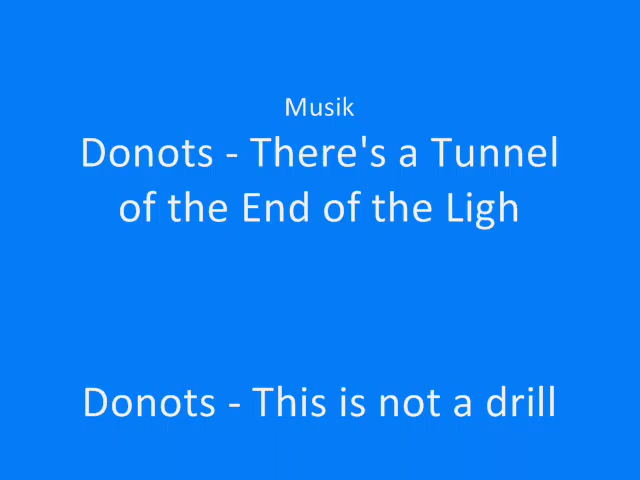 Musik
Donots - There's a Tunnel
of the End of the Ligh
Donots - This is not a drill